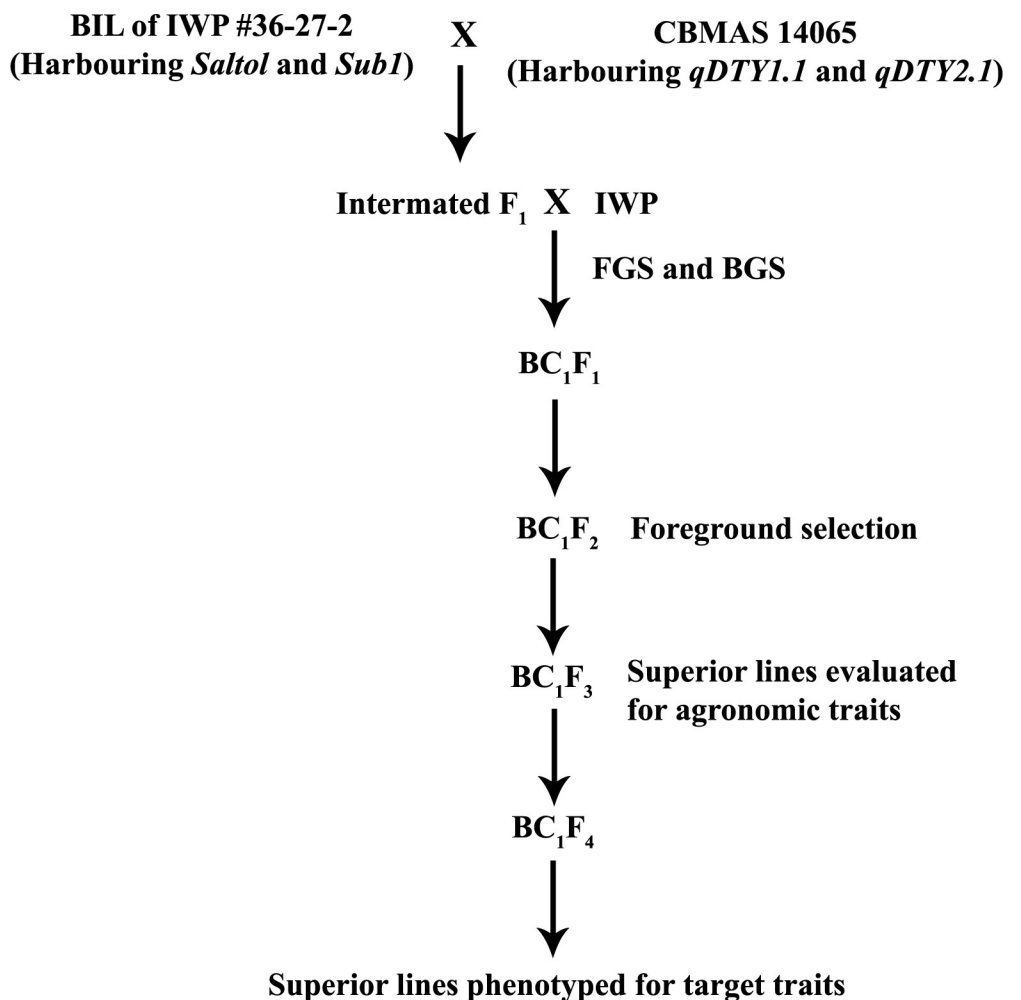 BIL of IWP #36-27-2 X CBMAS 14065
(Harbouring Saltol and Sub1) (Harbouring qDTY1.1 and qDTY2.1)
Intermated F₁ X IWP
FGS and BGS
BC₁F₁
BC₁F₂ Foreground selection
BC₁F₃ Superior lines evaluated
for agronomic traits
BC₁F₄
Superior lines phenotyped for target traits